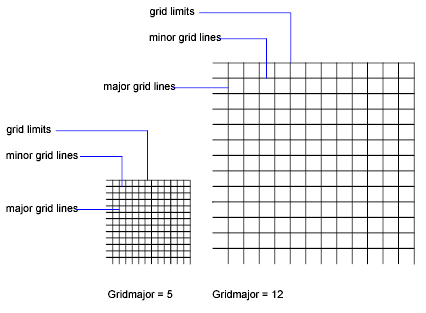 grid limits
minor grid lines
major grid lines
grid limits
minor grid lines
major grid lines
Gridmajor = 5
Gridmajor = 12